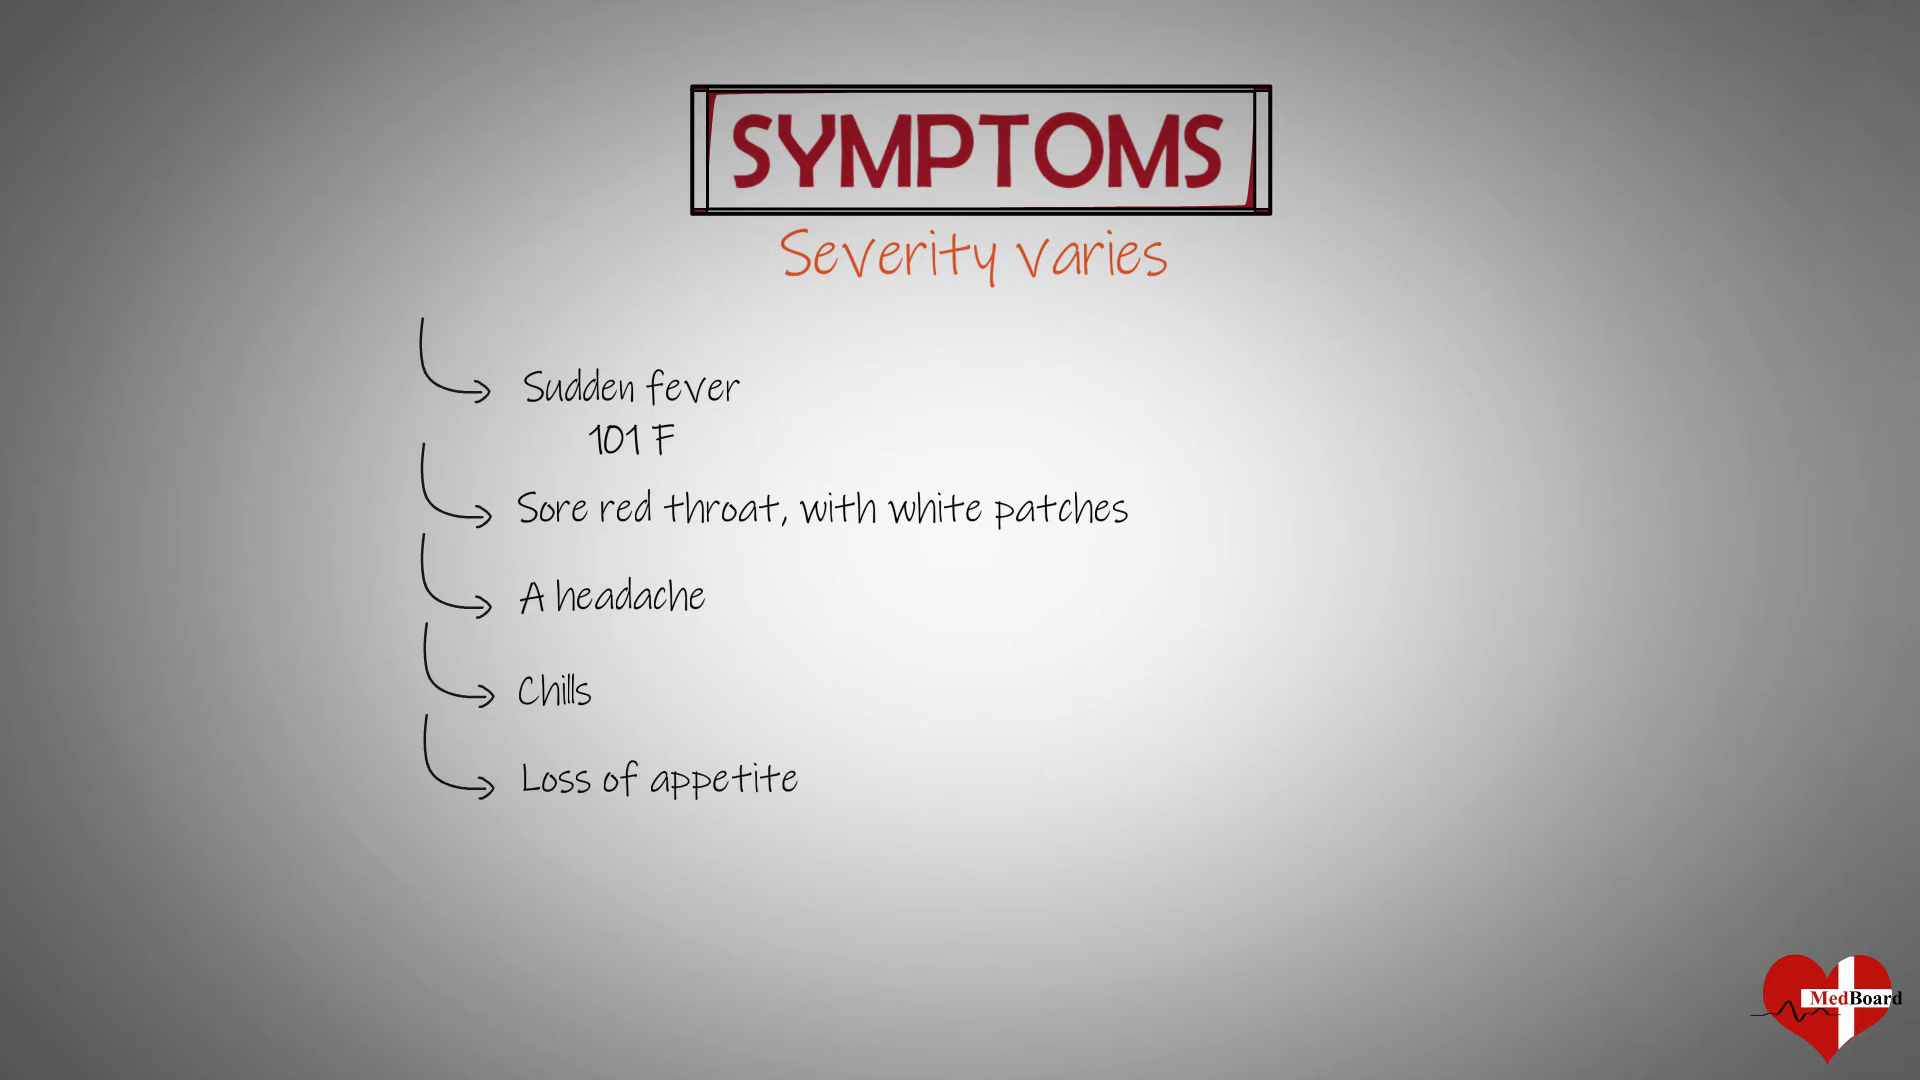 SYMPTOMS
Severity varies
Sudden fever
101 F
Sore red throat, with white patches
A headache
Chills
Loss of appetite
MedBoard